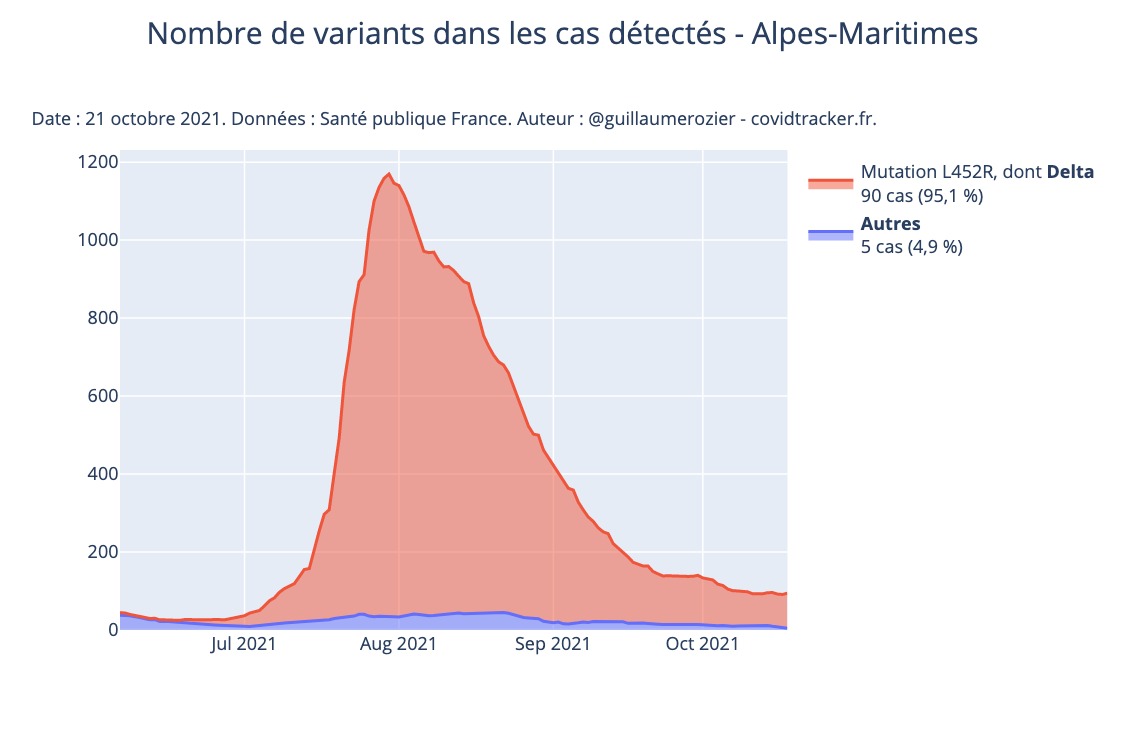 Nombre de variants dans les cas détectés - Alpes-Maritimes
Date : 21 octobre 2021. Données : Santé publique France. Auteur : @guillaumerozier - covidtracker.fr.
1200
1000
800
600
400
200
0
Jul 2021 Aug 2021 Sep 2021 Oct 2021
Mutation L452R, dont Delta
90 cas (95,1 %)
Autres
5 cas (4,9 %)